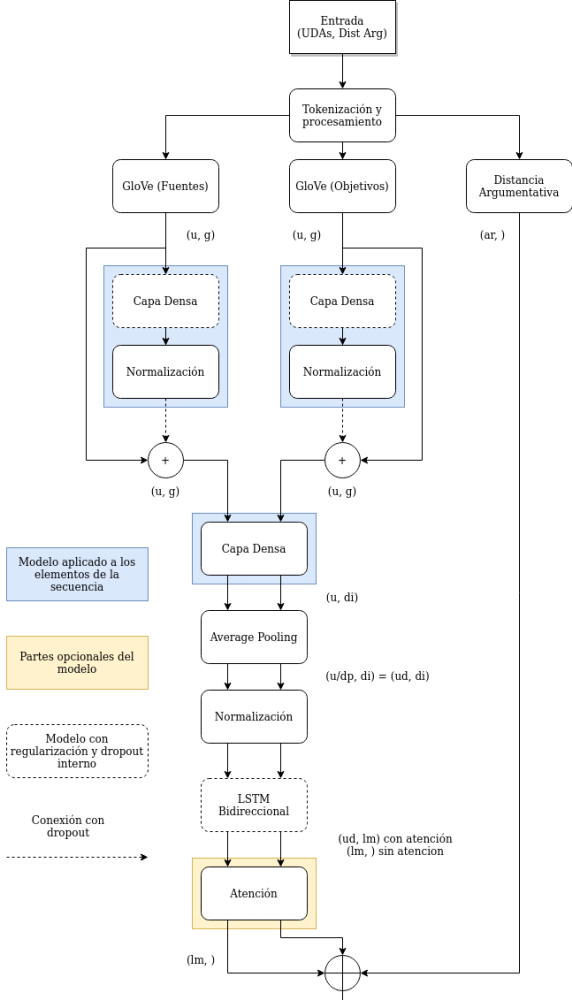 Entrada
(UDAs, Dist Arg)
Tokenización y
procesamiento
GloVe (Fuentes)
GloVe (Objetivos)
Distancia
Argumentativa
(u, g)
(u, g)
(ar, )
Capa Densa
Capa Densa
Normalización
Normalización
+
+
(u, g)
(u, g)
Capa Densa
Modelo aplicado a los
elementos de la
secuencia
(u, di)
Average Pooling
Partes opcionales del
modelo
(u/dp, di) = (ud, di)
Normalización
Modelo con
regularización y dropout
interno
LSTM
Bidireccional
Conexión con
dropout
(ud, lm) con atención
(lm, ) sin atencion
Atención
(lm, )